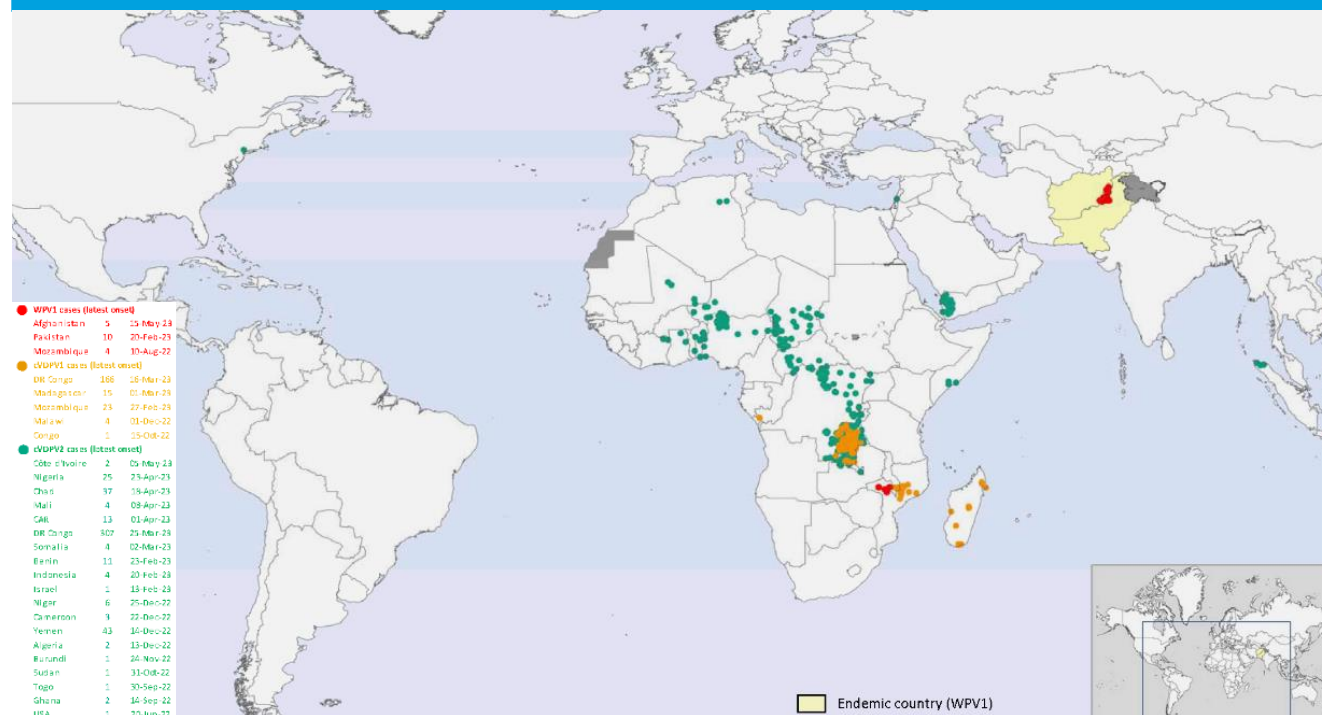 WPV1 cases (latest onset)
Afghanistan 5 15-May-23
Pakistan 10 20-Feb-23
Mozambique 4 10-Aug-22
cVDPV1 cases (latest onset)
DR Congo 16-Mar-23
Madagascar 15 01-Mar-23
Mozambique 23 27-Feb-23
Malawi 4 01-Dec-22
Congo 1 15-Oct-22
cVDPV2 cases (latest onset)
Côte d'Ivoire 2 05-May-23
Nigeria 25 23-Apr-23
Chad 37 18-Apr-23
Mali 4 08-Apr-23
CAR 13 01-Apr-23
DR Congo 307 25-Mar-23
Somalia 4 02-Mar-23
Benin 11 23-Feb-23
Indonesia 4 20-Feb-23
Israel 1 13-Feb-23
Niger 6 25-Dec-22
Cameroon 3 22-Dec-22
Yemen 43 14-Dec-22
Algeria 2 13-Dec-22
Burundi 1 24-Nov-22
Sudan 1 31-Oct-22
Togo 1 30-Sep-22
Ghana 2 14-Sep-22
USA 1 20-Jun-22
Endemic country (WPV1)